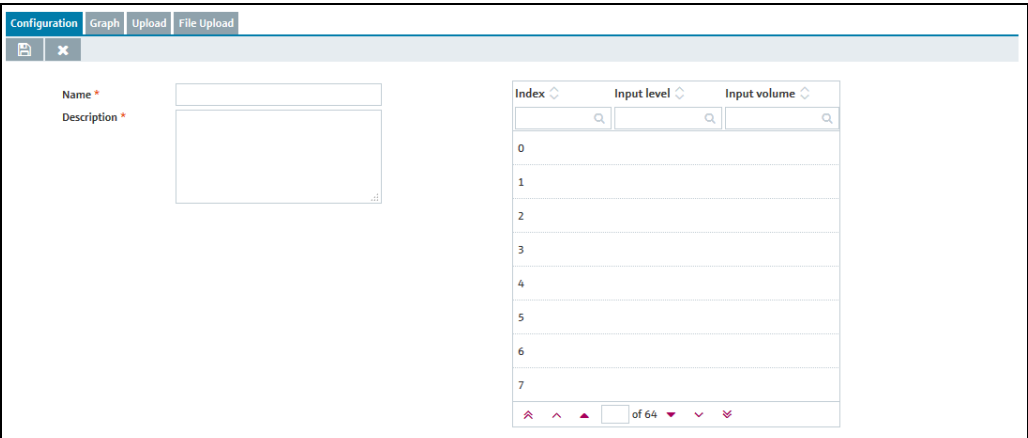 Configuration Graph Upload File Upload
Name *
Description *
Index Input level Input volume
0
1
2
3
4
5
6
7
of 64